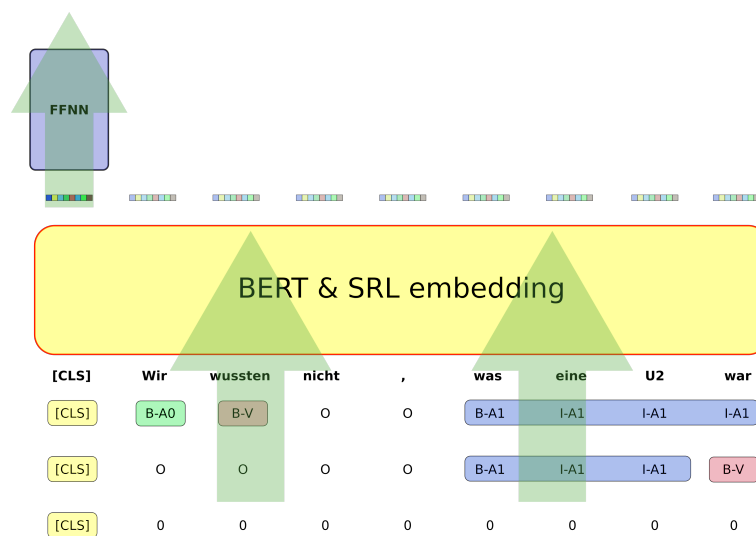 FFNN
BERT & SRL embedding
[CLS] Wir wussten nicht , was eine U2 war
[CLS] B-A0 B-V O O B-A1 I-A1 I-A1 I-A1
[CLS] O O O O B-A1 I-A1 I-A1 B-V
[CLS] 0 0 0 0 0 0 0 0